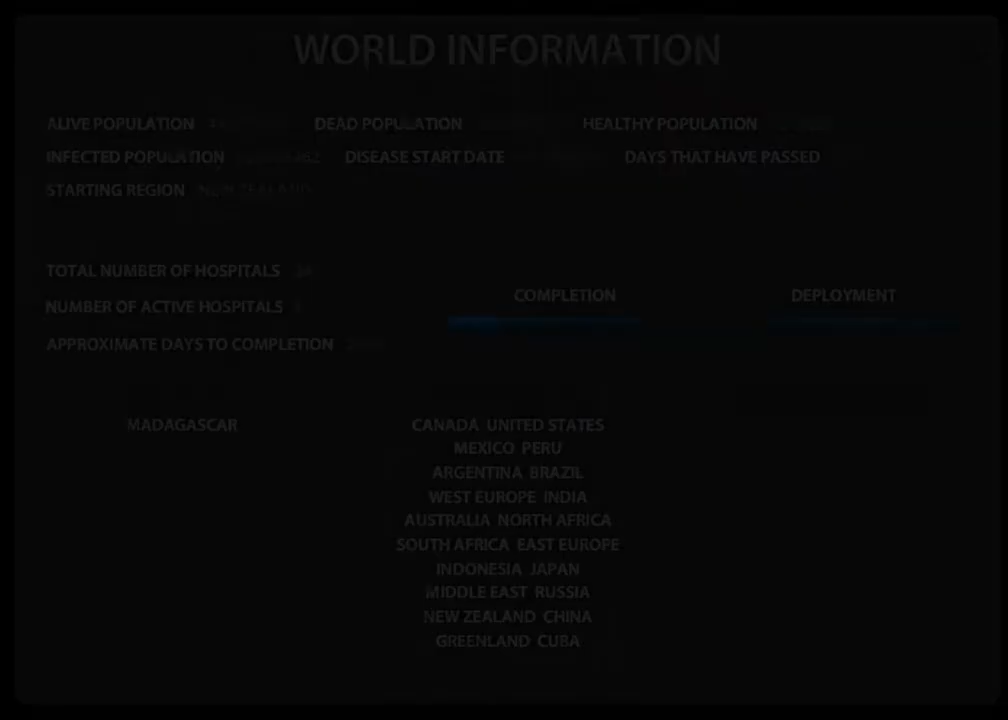 WORLD INFORMATION
ALIVE POPULATION DEAD POPULATION HEALTHY POPULATION
INFECTED POPULATION DISEASE START DATE DAYS THAT HAVE PASSED
STARTING REGION NEW ZEALAND
TOTAL NUMBER OF HOSPITALS
COMPLETION DEPLOYMENT
NUMBER OF ACTIVE HOSPITALS
APPROXIMATE DAYS TO COMPLETION
MADAGASCAR CANADA UNITED STATES
MEXICO PERU
ARGENTINA BRAZIL
WEST EUROPE INDIA
AUSTRALIA NORTH AFRICA
SOUTH AFRICA EAST EUROPE
INDONESIA JAPAN
MIDDLE EAST RUSSIA
NEW ZEALAND CHINA
GREENLAND CUBA